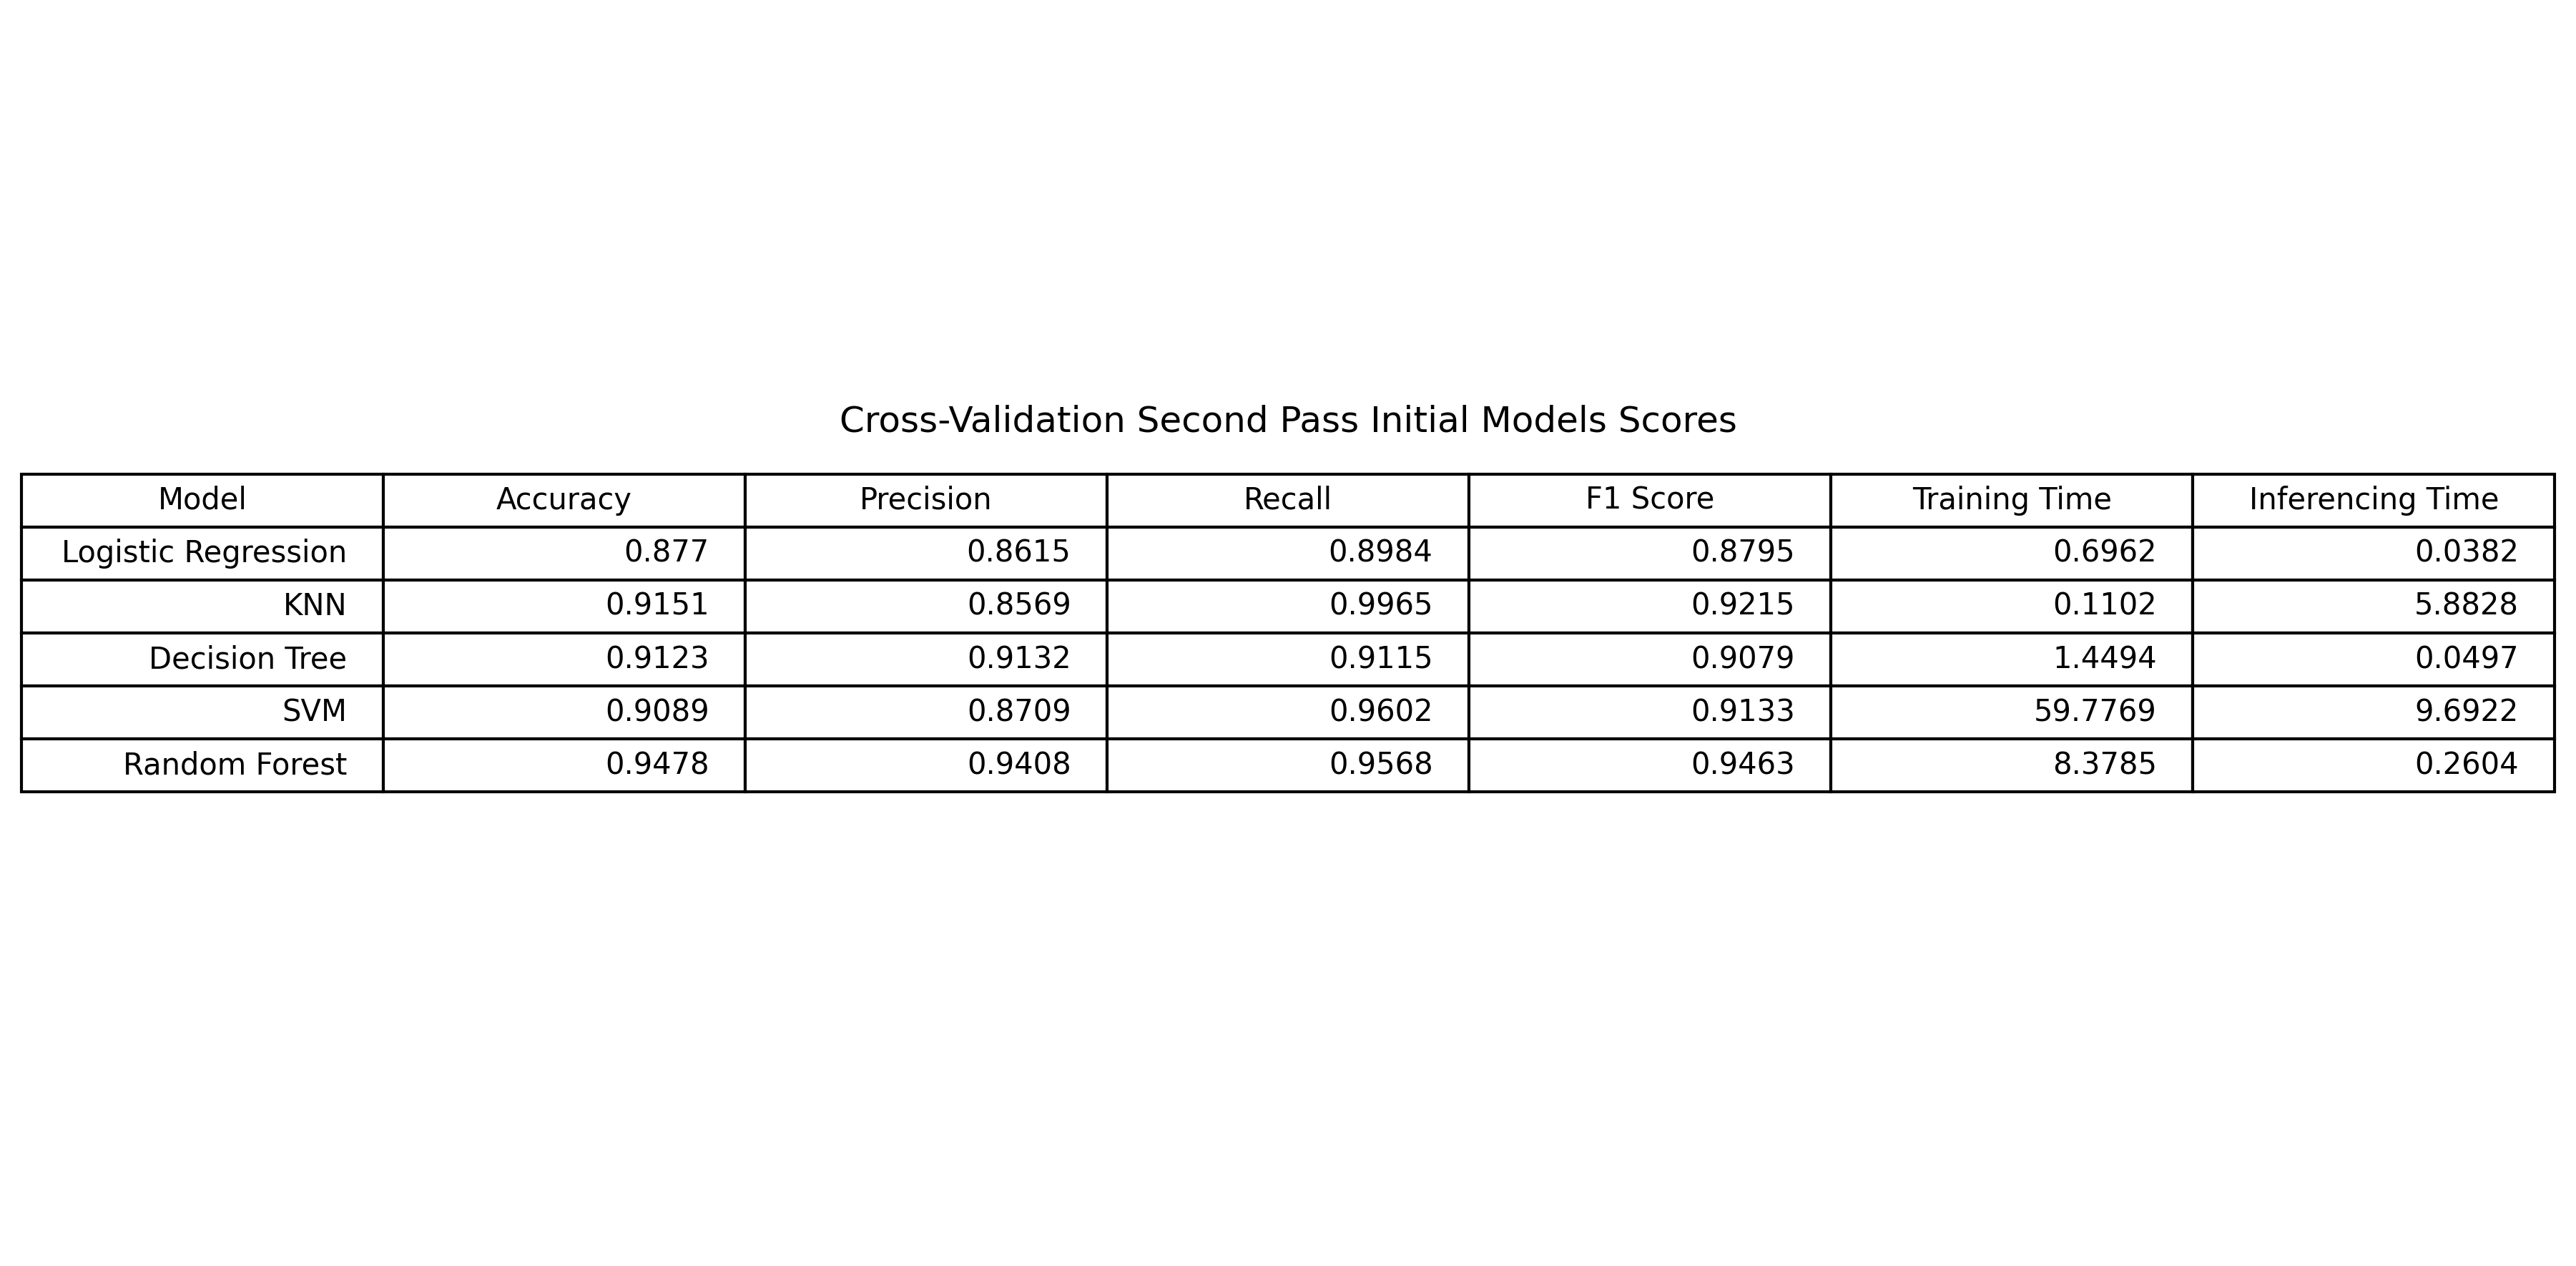 Cross-Validation Second Pass Initial Models Scores
Model Accuracy Precision Recall F1 Score Training Time Inferencing Time
Logistic Regression 0.877 0.8615 0.8984 0.8795 0.6962 0.0382
KNN 0.9151 0.8569 0.9965 0.9215 0.1102 5.8828
Decision Tree 0.9123 0.9132 0.9115 0.9079 1.4494 0.0497
SVM 0.9089 0.8709 0.9602 0.9133 59.7769 9.6922
Random Forest 0.9478 0.9408 0.9568 0.9463 8.3785 0.2604